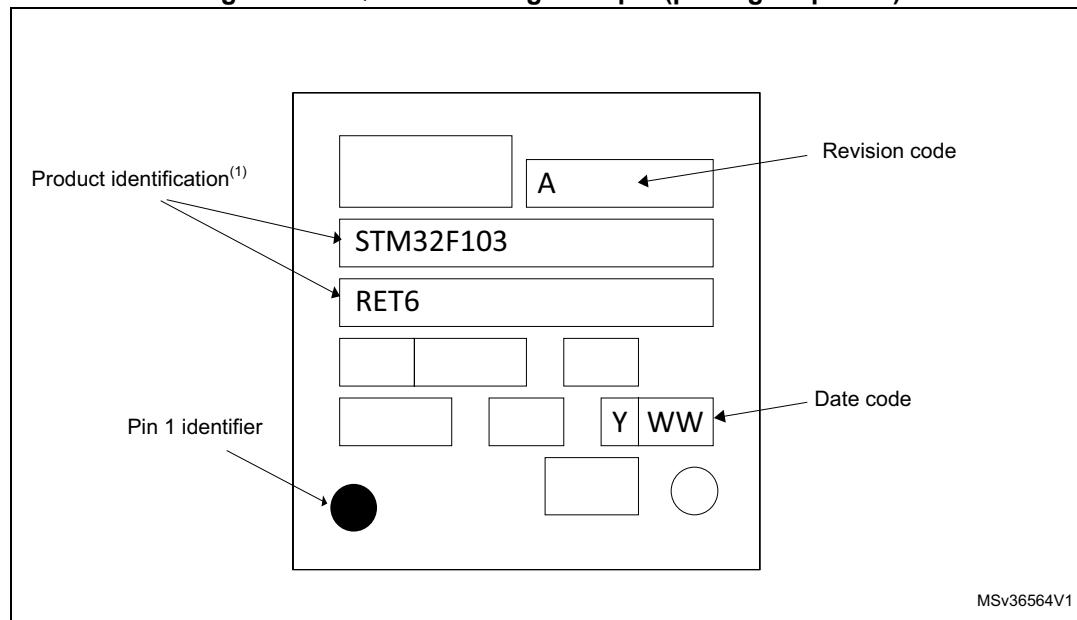 Revision code
A
Product identification(1)
STM32F103
RET6
Date code
Y WW
Pin 1 identifier
MSv36564V1